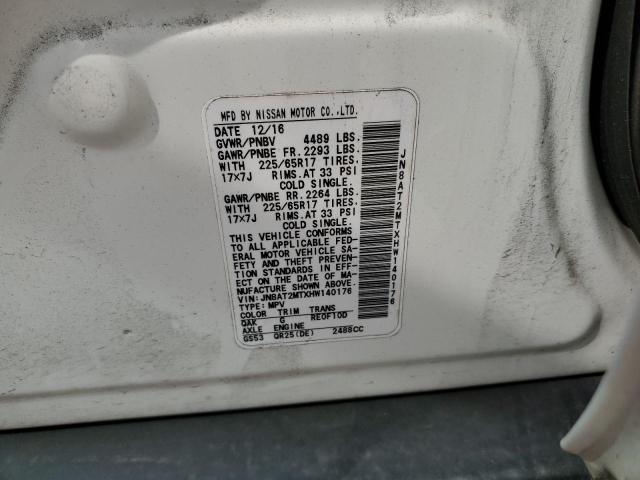 MFD BY NISSAN MOTOR CO.,LTD.
DATE 12/16
GVWR/PNBV 4489 LBS.
GAWR/PNBE FR. 2293 LBS.
WITH 225/65R17 TIRES.
17X7J RIMS. AT 33 PSI
COLD SINGLE.
GAWR/PNBE RR. 2264 LBS.
WITH 225/65R17 TIRES.
17X7J RIMS. AT 33 PSI
COLD SINGLE.
THIS VEHICLE CONFORMS
TO ALL APPLICABLE FED-
ERAL MOTOR VEHICLE SA-
FETY AND THEFT PREVEN-
TION STANDARDS IN EFF-
ECT ON THE DATE OF MA-
NUFACTURE SHOWN ABOVE.
VIN: JN8AT2MTXHW140176
TYPE: MPV
COLOR TRIM TRANS
QAK G RE0F10D
AXLE ENGINE
GS53 QR25(DE) 2488CC
JN8AT2MTXHW140176